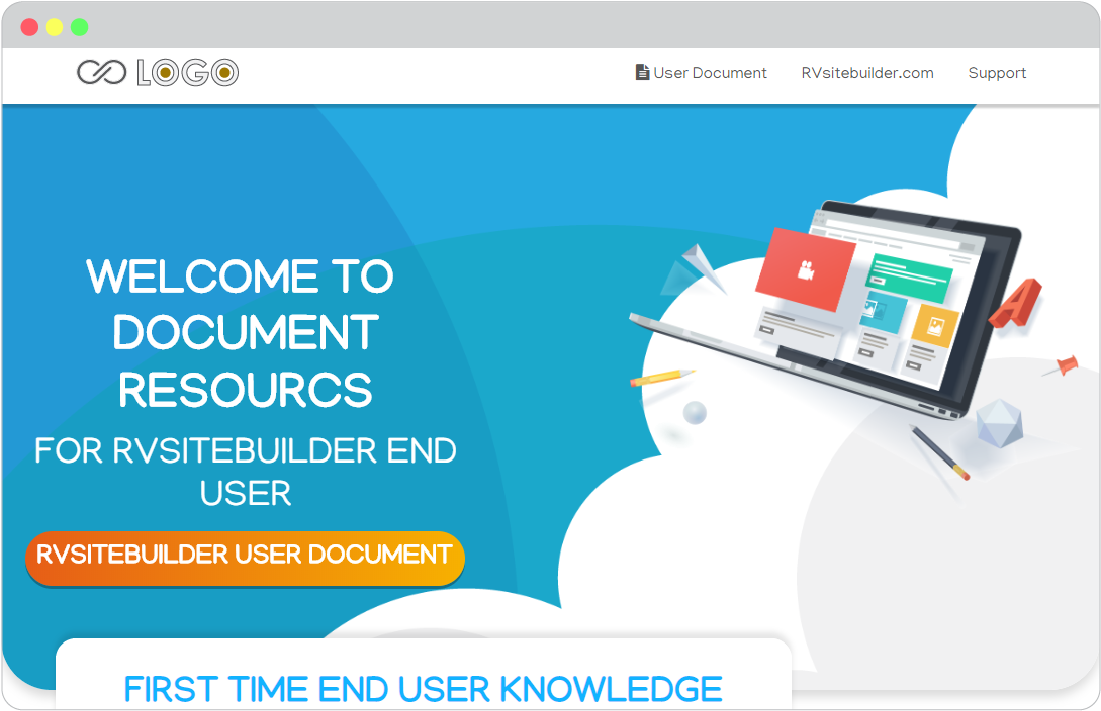 LOGO
User Document RVsitebuilder.com Support
WELCOME TO
DOCUMENT
RESOURCS
FOR RVSITEBUILDER END
USER
RVSITEBUILDER USER DOCUMENT
FIRST TIME END USER KNOWLEDGE